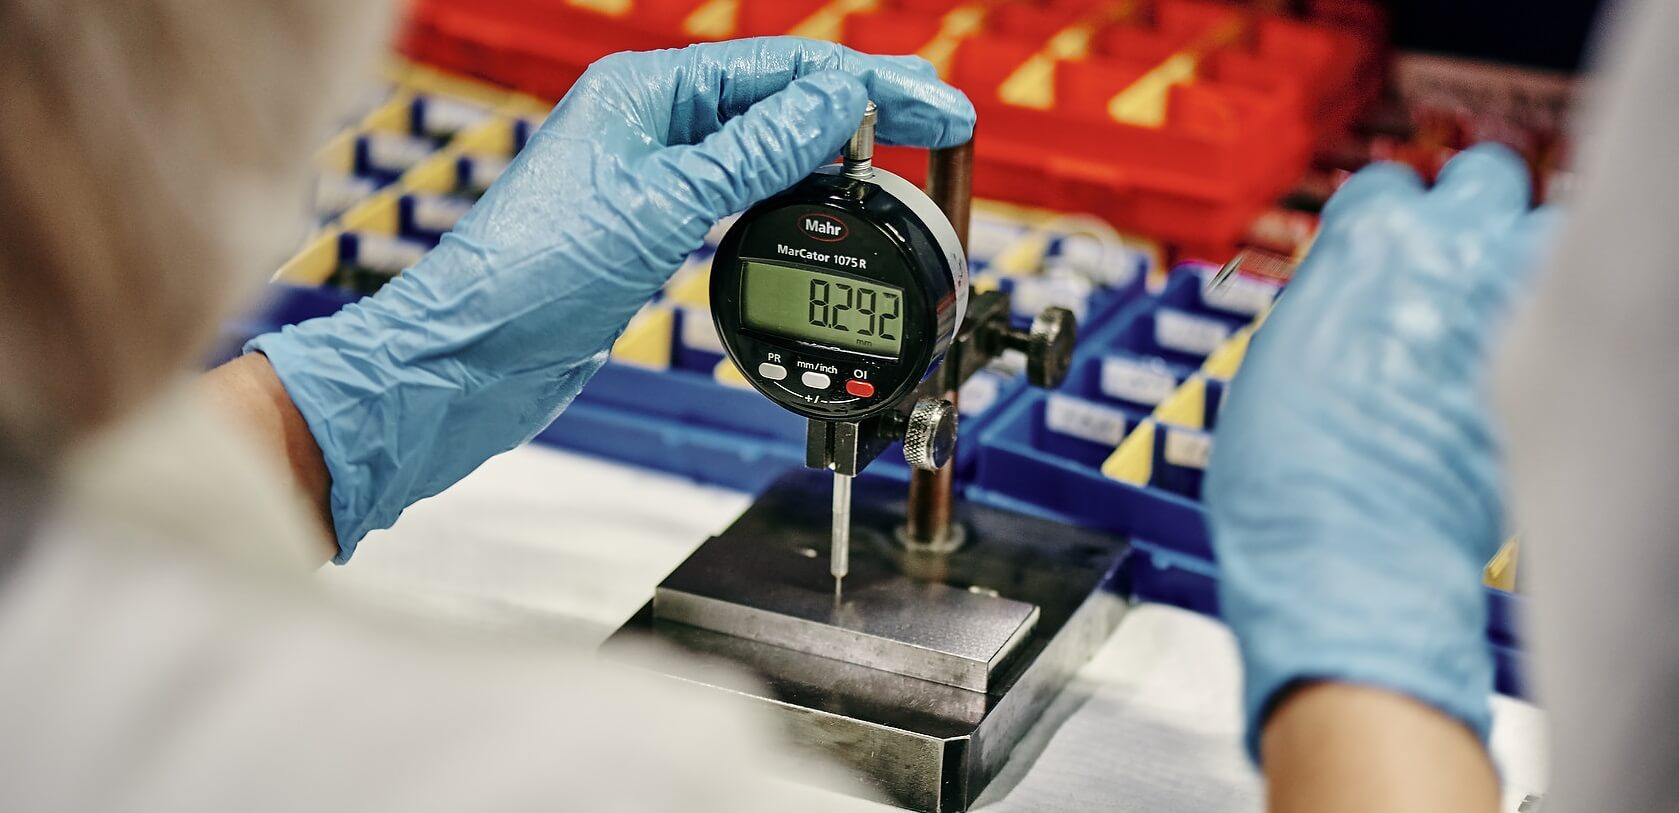 Mahr
MarCator 1075 R
8.292
mm
PR
mm/inch
OI
+/-